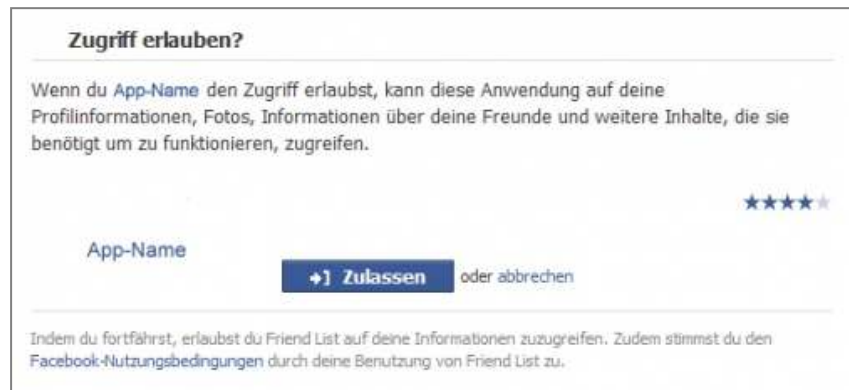 Zugriff erlauben?
Wenn du App-Name den Zugriff erlaubst, kann diese Anwendung auf deine
Profilinformationen, Fotos, Informationen über deine Freunde und weitere Inhalte, die sie
benötigt um zu funktionieren, zugreifen.
App-Name
Zulassen oder abbrechen
Indem du fortfährst, erlaubst du Friend List auf deine Informationen zuzugreifen. Zudem stimmst du den
Facebook-Nutzungsbedingungen durch deine Benutzung von Friend List zu.